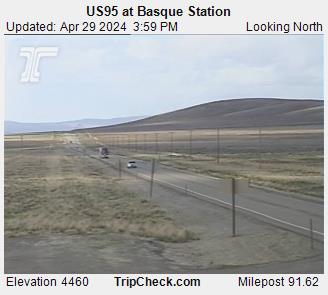 US95 at Basque Station
Updated: Apr 29 2024 3:59 PM Looking North
Elevation 4460 TripCheck.com Milepost 91.62